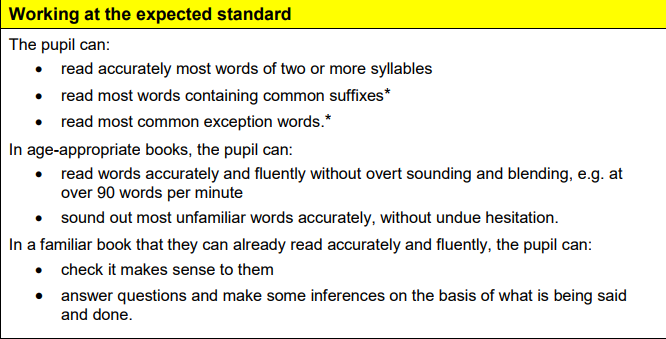 Working at the expected standard
The pupil can:
• read accurately most words of two or more syllables
• read most words containing common suffixes*
• read most common exception words.*
In age-appropriate books, the pupil can:
• read words accurately and fluently without overt sounding and blending, e.g. at
over 90 words per minute
• sound out most unfamiliar words accurately, without undue hesitation.
In a familiar book that they can already read accurately and fluently, the pupil can:
• check it makes sense to them
• answer questions and make some inferences on the basis of what is being said
and done.